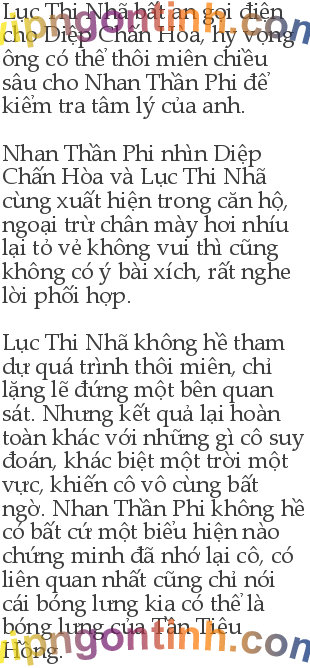 Lục Thi Nhã bất an gọi điện
cho Diệp Chấn Hòa, hy vọng
ông có thể thôi miên chiều
sâu cho Nhan Thần Phi để
kiểm tra tâm lý của anh.

Nhan Thần Phi nhìn Diệp
Chấn Hòa và Lục Thi Nhã
cùng xuất hiện trong căn hộ,
ngoại trừ chân mày hơi nhíu
lại tỏ vẻ không vui thì cũng
không có ý bài xích, rất nghe
lời phối hợp.

Lục Thi Nhã không hề tham
dự quá trình thôi miên, chỉ
lặng lẽ đứng một bên quan
sát. Nhưng kết quả lại hoàn
toàn khác với những gì cô suy
đoán, khác biệt một trời một
vực, khiến cô vô cùng bất
ngờ. Nhan Thần Phi không hề
có bất cứ một biểu hiện nào
chứng minh đã nhớ lại cô, có
liên quan nhất cũng chỉ nói
cái bóng lưng kia có thể là
bóng lưng của Tần Tiêu
Hồng.
vipngontinh.com
vipngontinh.com